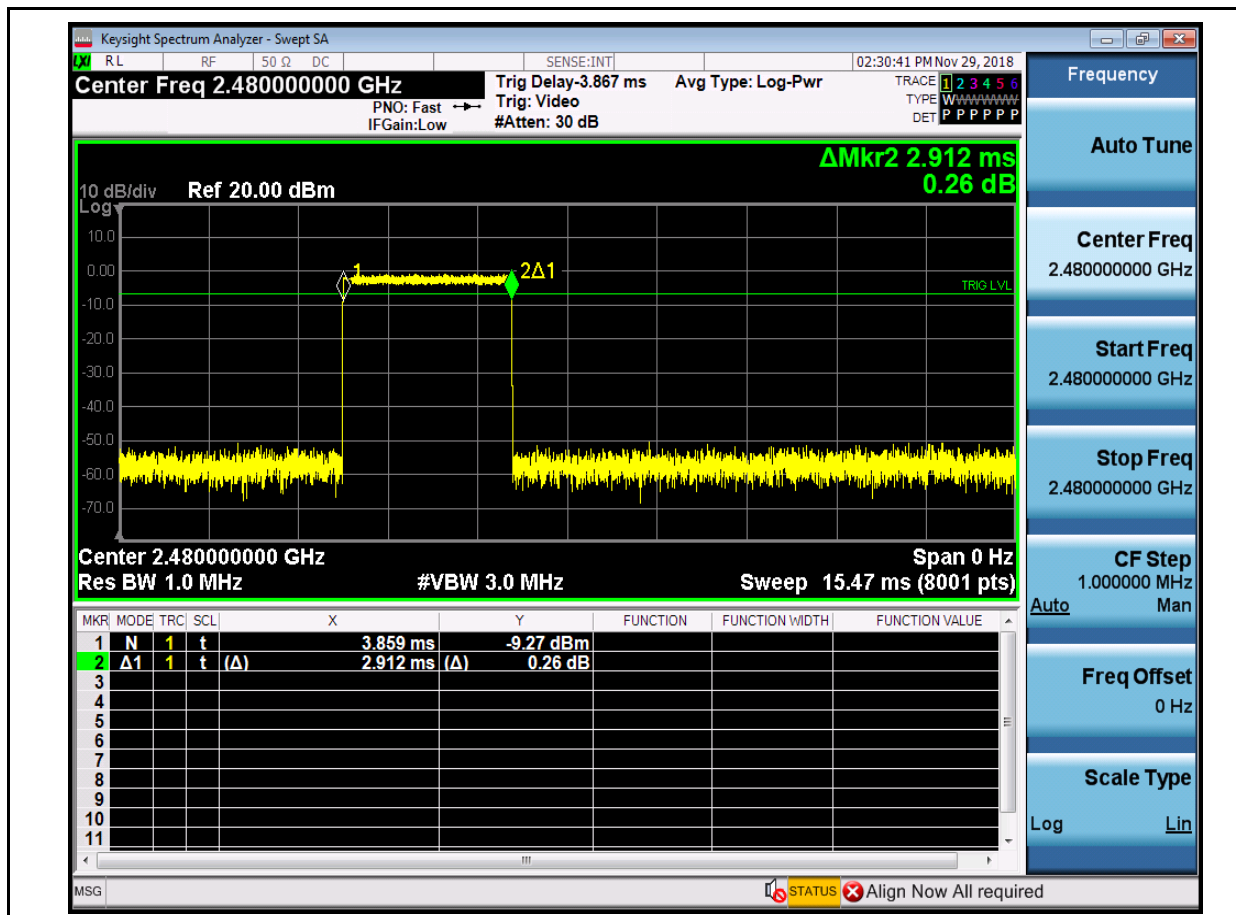 Keysight Spectrum Analyzer - Swept SA
LXI RL RF 50 Ω DC SENSE:INT 02:30:41 PM Nov 29, 2018
Center Freq 2.480000000 GHz
PNO: Fast
IFGain:Low
Trig Delay-3.867 ms
Trig: Video
#Atten: 30 dB
Avg Type: Log-Pwr
TRACE 1 2 3 4 5 6
TYPE WWWWWW
DET P P P P P P
ΔMkr2 2.912 ms
0.26 dB
10 dB/div Ref 20.00 dBm
Log
10.0
0.00
-10.0
-20.0
-30.0
-40.0
-50.0
-60.0
-70.0
1
2Δ1
TRIG LVL
Center 2.480000000 GHz Span 0 Hz
Res BW 1.0 MHz #VBW 3.0 MHz Sweep 15.47 ms (8001 pts)
MKR MODE TRC SCL X Y FUNCTION FUNCTION WIDTH FUNCTION VALUE
1 N 1 t 3.859 ms -9.27 dBm
2 Δ1 1 t (Δ) 2.912 ms (Δ) 0.26 dB
3
4
5
6
7
8
9
10
11
MSG STATUS Align Now All required
Frequency
Auto Tune
Center Freq
2.480000000 GHz
Start Freq
2.480000000 GHz
Stop Freq
2.480000000 GHz
CF Step
1.000000 MHz
Auto Man
Freq Offset
0 Hz
Scale Type
Log Lin